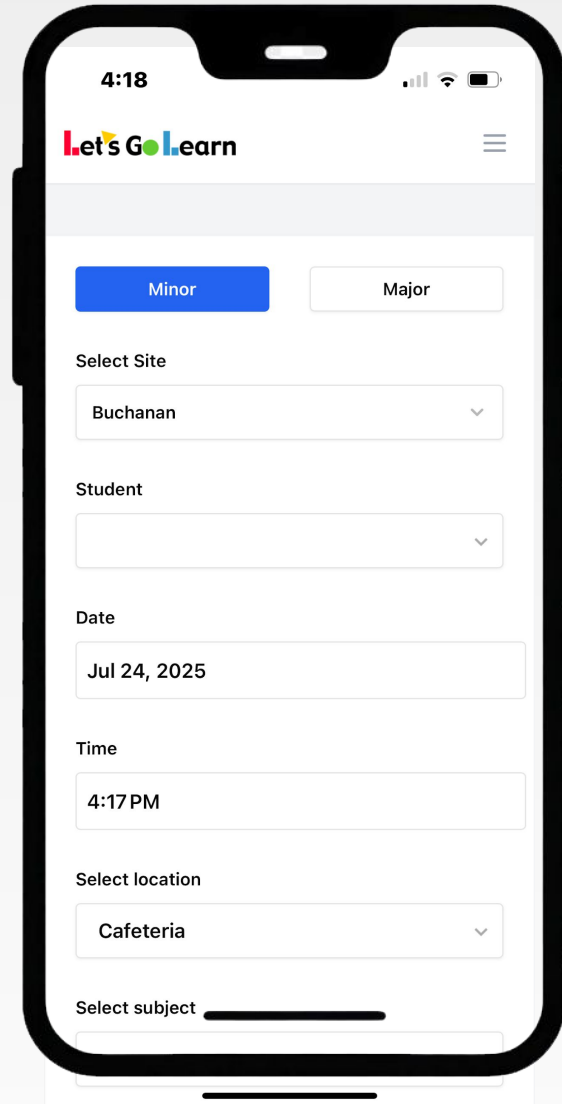 4:18
Let's Go Learn
Minor
Major
Select Site
Buchanan
Student
Date
Jul 24, 2025
Time
4:17 PM
Select location
Cafeteria
Select subject